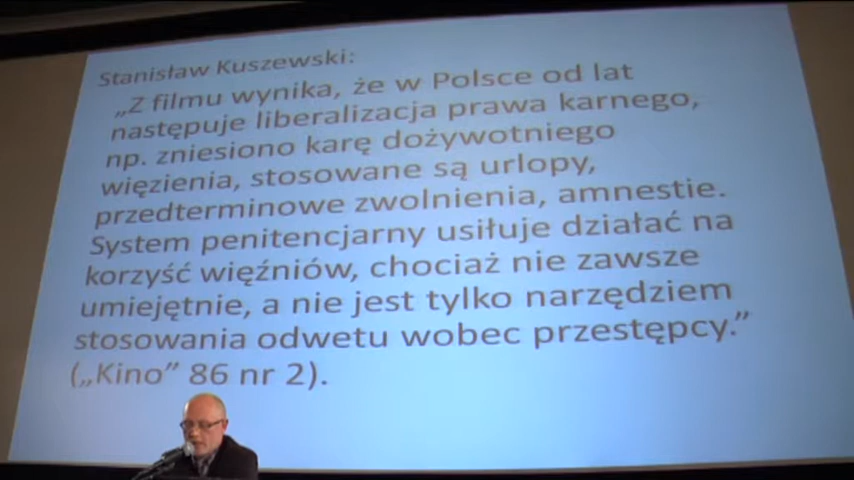 Stanisław Kuszewski:
„Z filmu wynika, że w Polsce od lat
następuje liberalizacja prawa karnego,
np. zniesiono karę dożywotniego
więzienia, stosowane są urlopy,
przedterminowe zwolnienia, amnestie.
System penitencjarny usiłuje działać na
korzyść więźniów, chociaż nie zawsze
umiejętnie, a nie jest tylko narzędziem
stosowania odwetu wobec przestępcy.”
(„Kino” 86 nr 2).